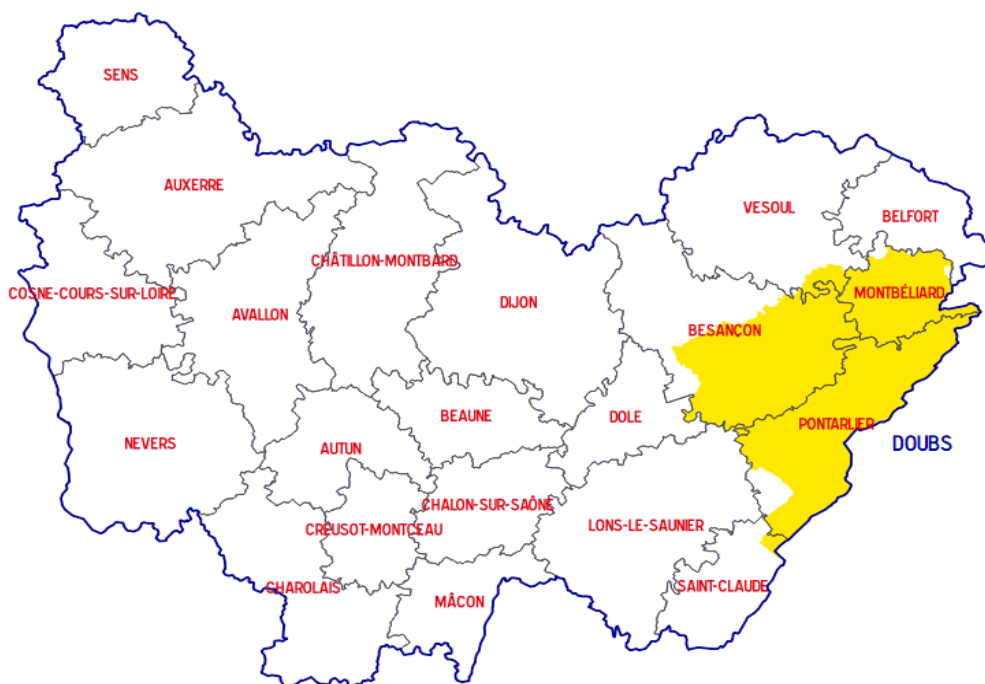 SENS
AUXERRE
VESOUL
BELFORT
CHÂTILLON-MONTBARD
COSNE-COURS-SUR-LOIRE
MONTBÉLIARD
AVALLON
DIJON
BESANÇON
BEAUNE
DOLE
PONTARLIER
NEVERS
AUTUN
DOUBS
CHALON-SUR-SAÔNE
CREUSOT-MONTCEAU
LONS-LE-SAUNIER
CHAROLAIS
SAINT-CLAUDE
MÂCON